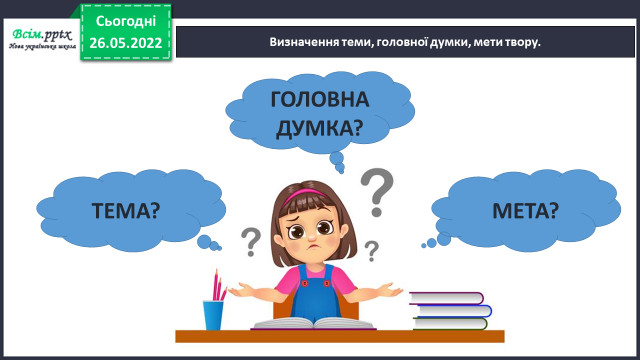 Всім.pptx
Нова українська школа
Сьогодні
26.05.2022
Визначення теми, головної думки, мети твору.
ГОЛОВНА
ДУМКА?
ТЕМА?
МЕТА?